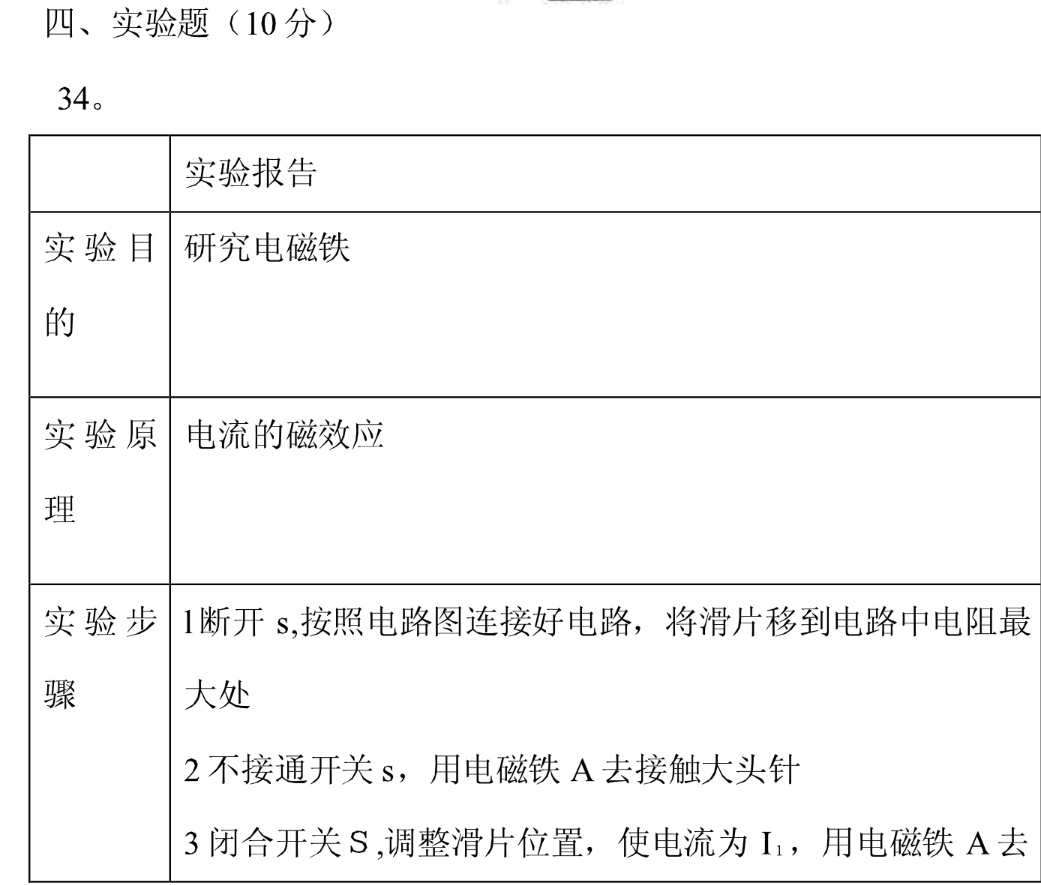 四、实验题（10 分）
34。
实验报告
实验目 研究电磁铁
的
实验原 电流的磁效应
理
实验步 1断开 s,按照电路图连接好电路，将滑片移到电路中电阻最
骤 大处
2 不接通开关 s，用电磁铁 A 去接触大头针
3 闭合开关 S ,调整滑片位置，使电流为 I₁，用电磁铁 A 去